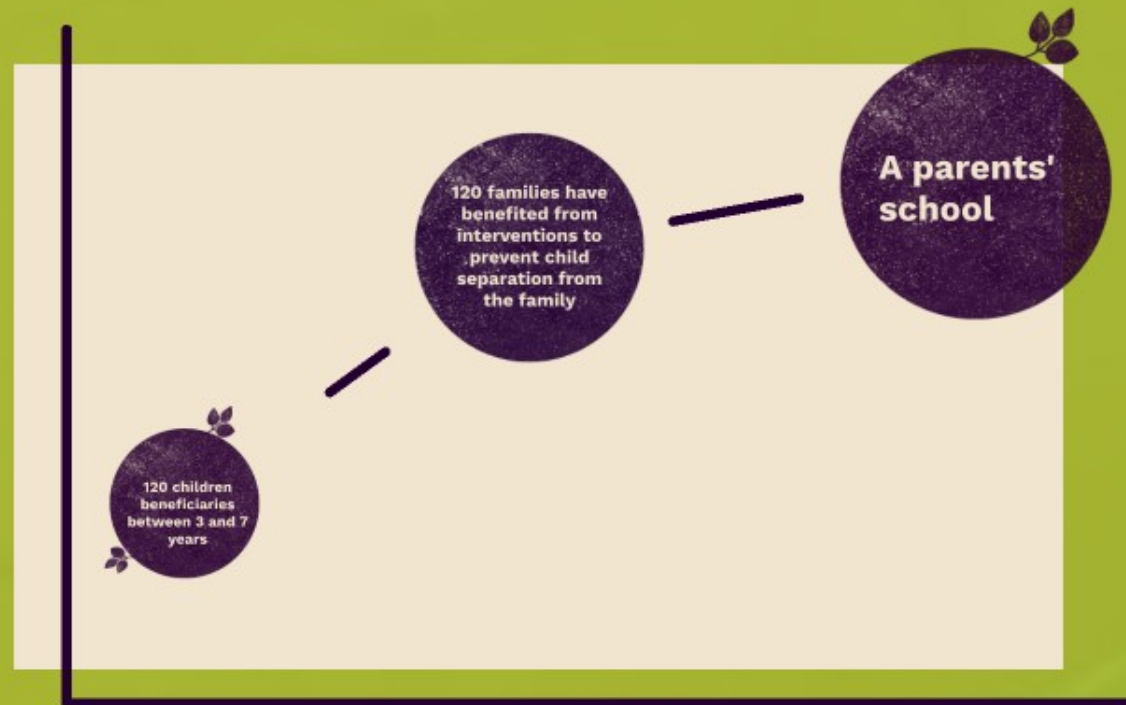 A parents'
school
120 families have
benefited from
interventions to
prevent child
separation from
the family
120 children
beneficiaries
between 3 and 7
years